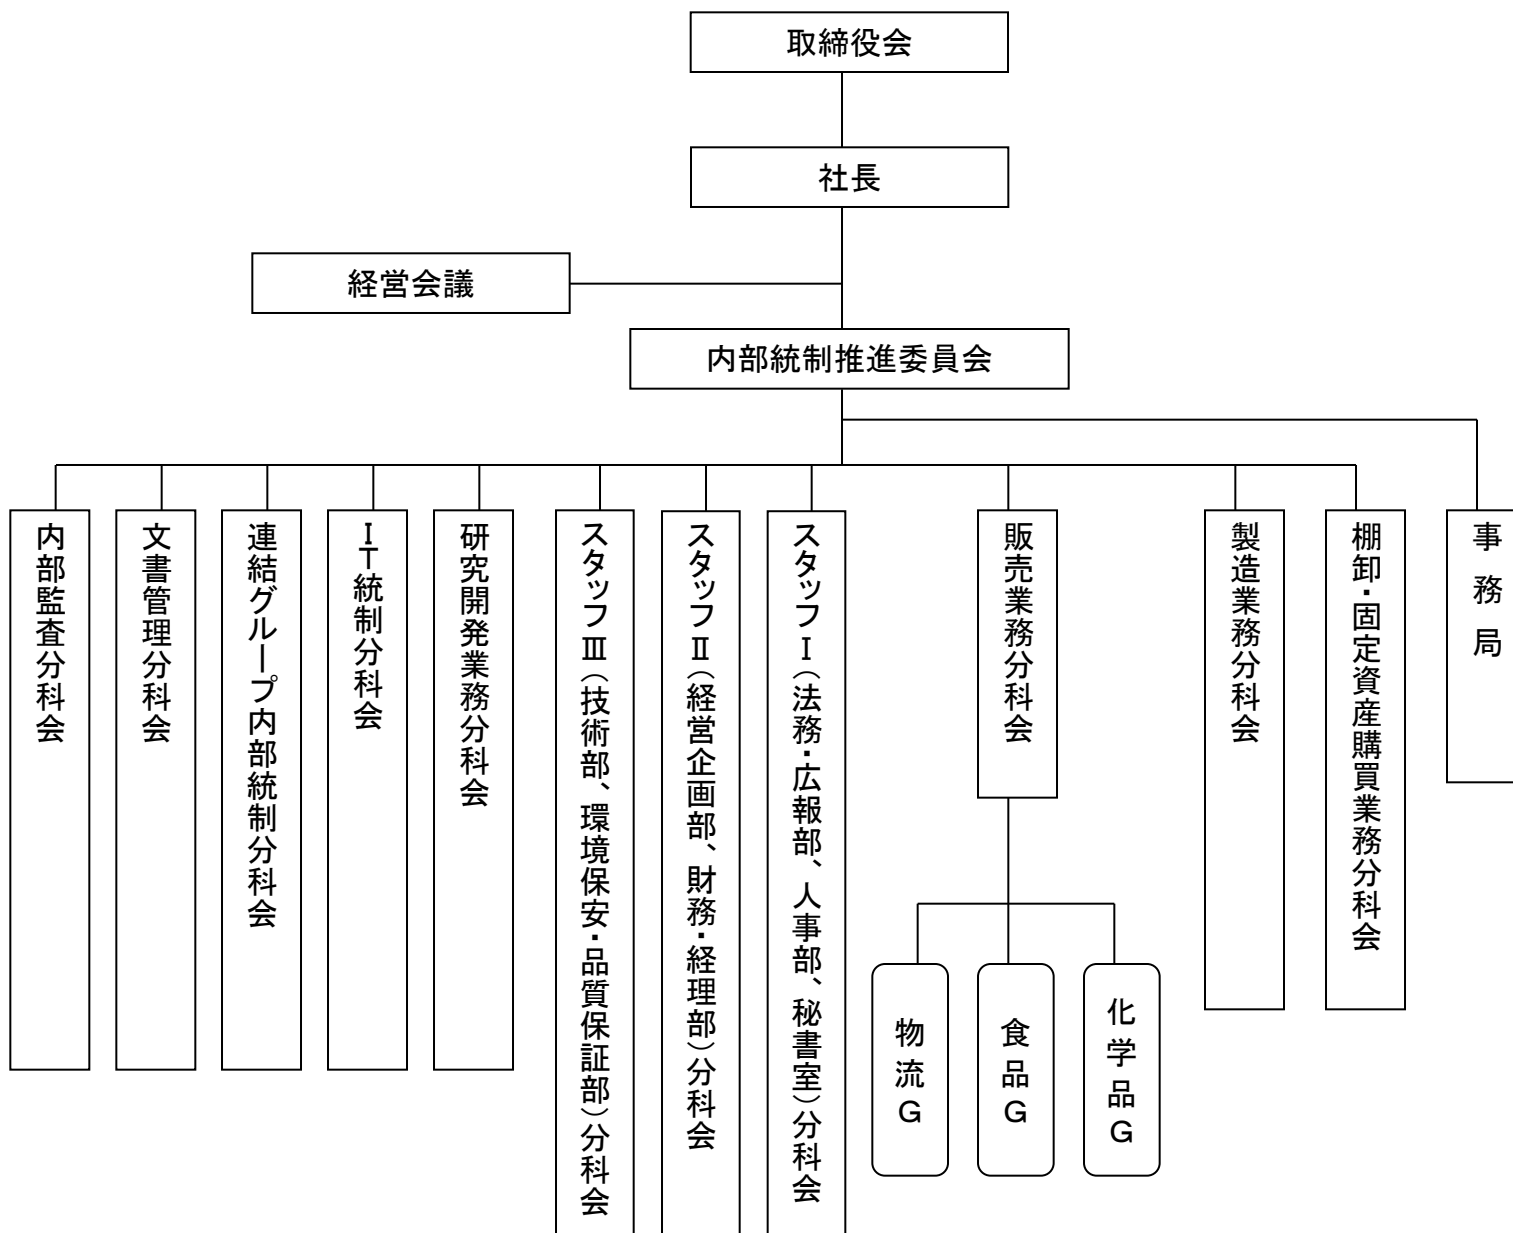 取締役会
社長
経営会議
内部統制推進委員会
内部監査分科会
文書管理分科会
連結グループ内部統制分科会
IT統制分科会
研究開発業務分科会
スタッフⅢ(技術部、環境保安・品質保証部)分科会
スタッフⅡ(経営企画部、財務・経理部)分科会
スタッフⅠ(法務・広報部、人事部、秘書室)分科会
販売業務分科会
製造業務分科会
棚卸・固定資産購買業務分科会
事務局
物流G
食品G
化学品G